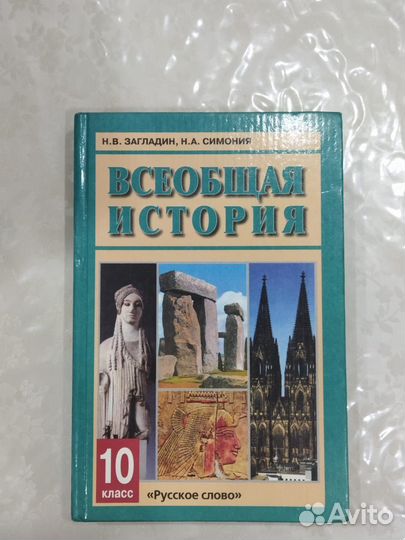 Н.В. ЗАГЛАДИН, Н.А. СИМОНИЯ
ВСЕОБЩАЯ
ИСТОРИЯ
10
класс
«Русское слово»
Avito